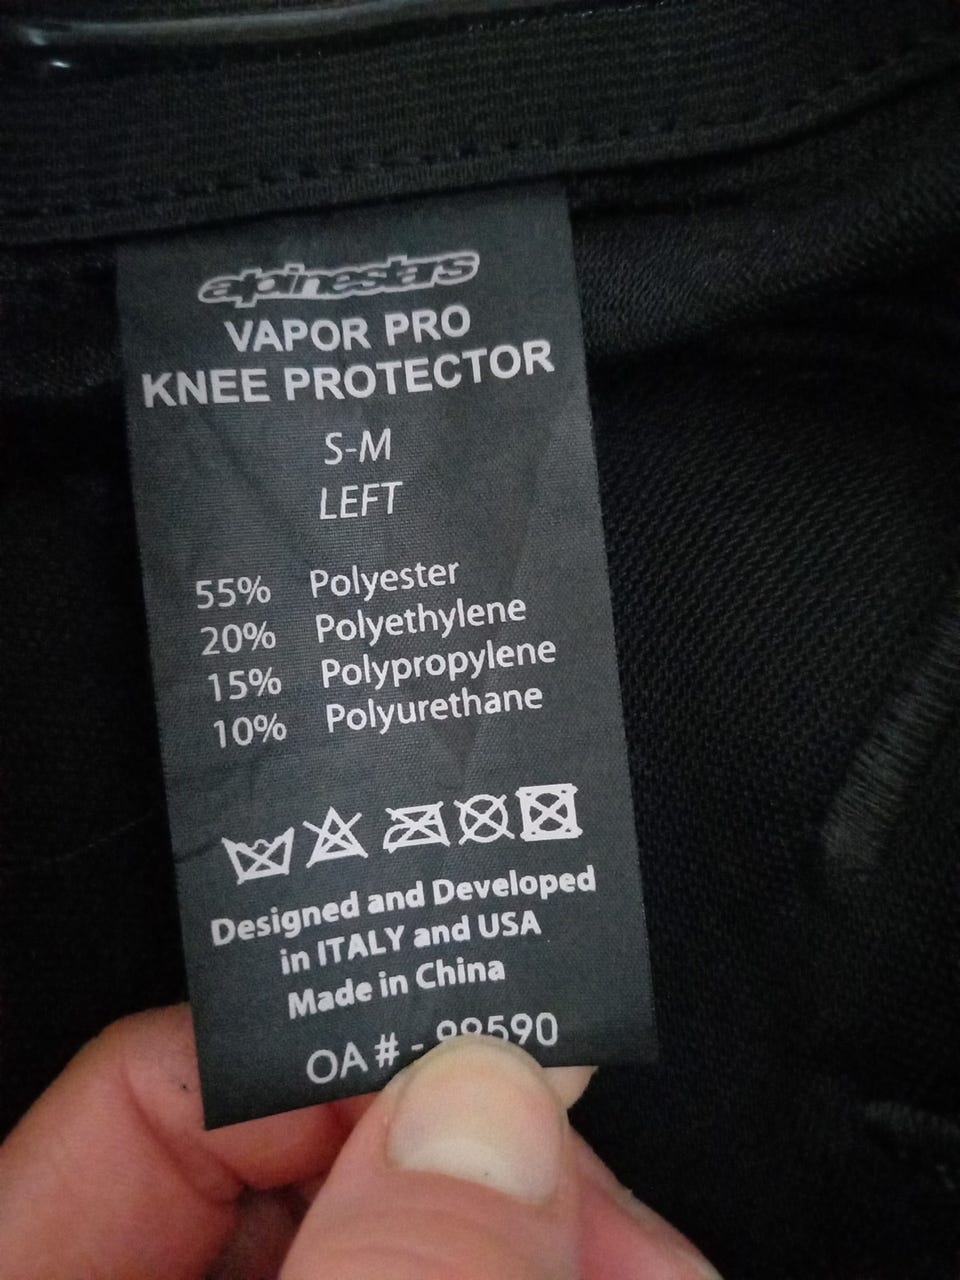 alpinestars
VAPOR PRO
KNEE PROTECTOR
S-M
LEFT
55% Polyester
20% Polyethylene
15% Polypropylene
10% Polyurethane
Designed and Developed
in ITALY and USA
Made in China
OA # -